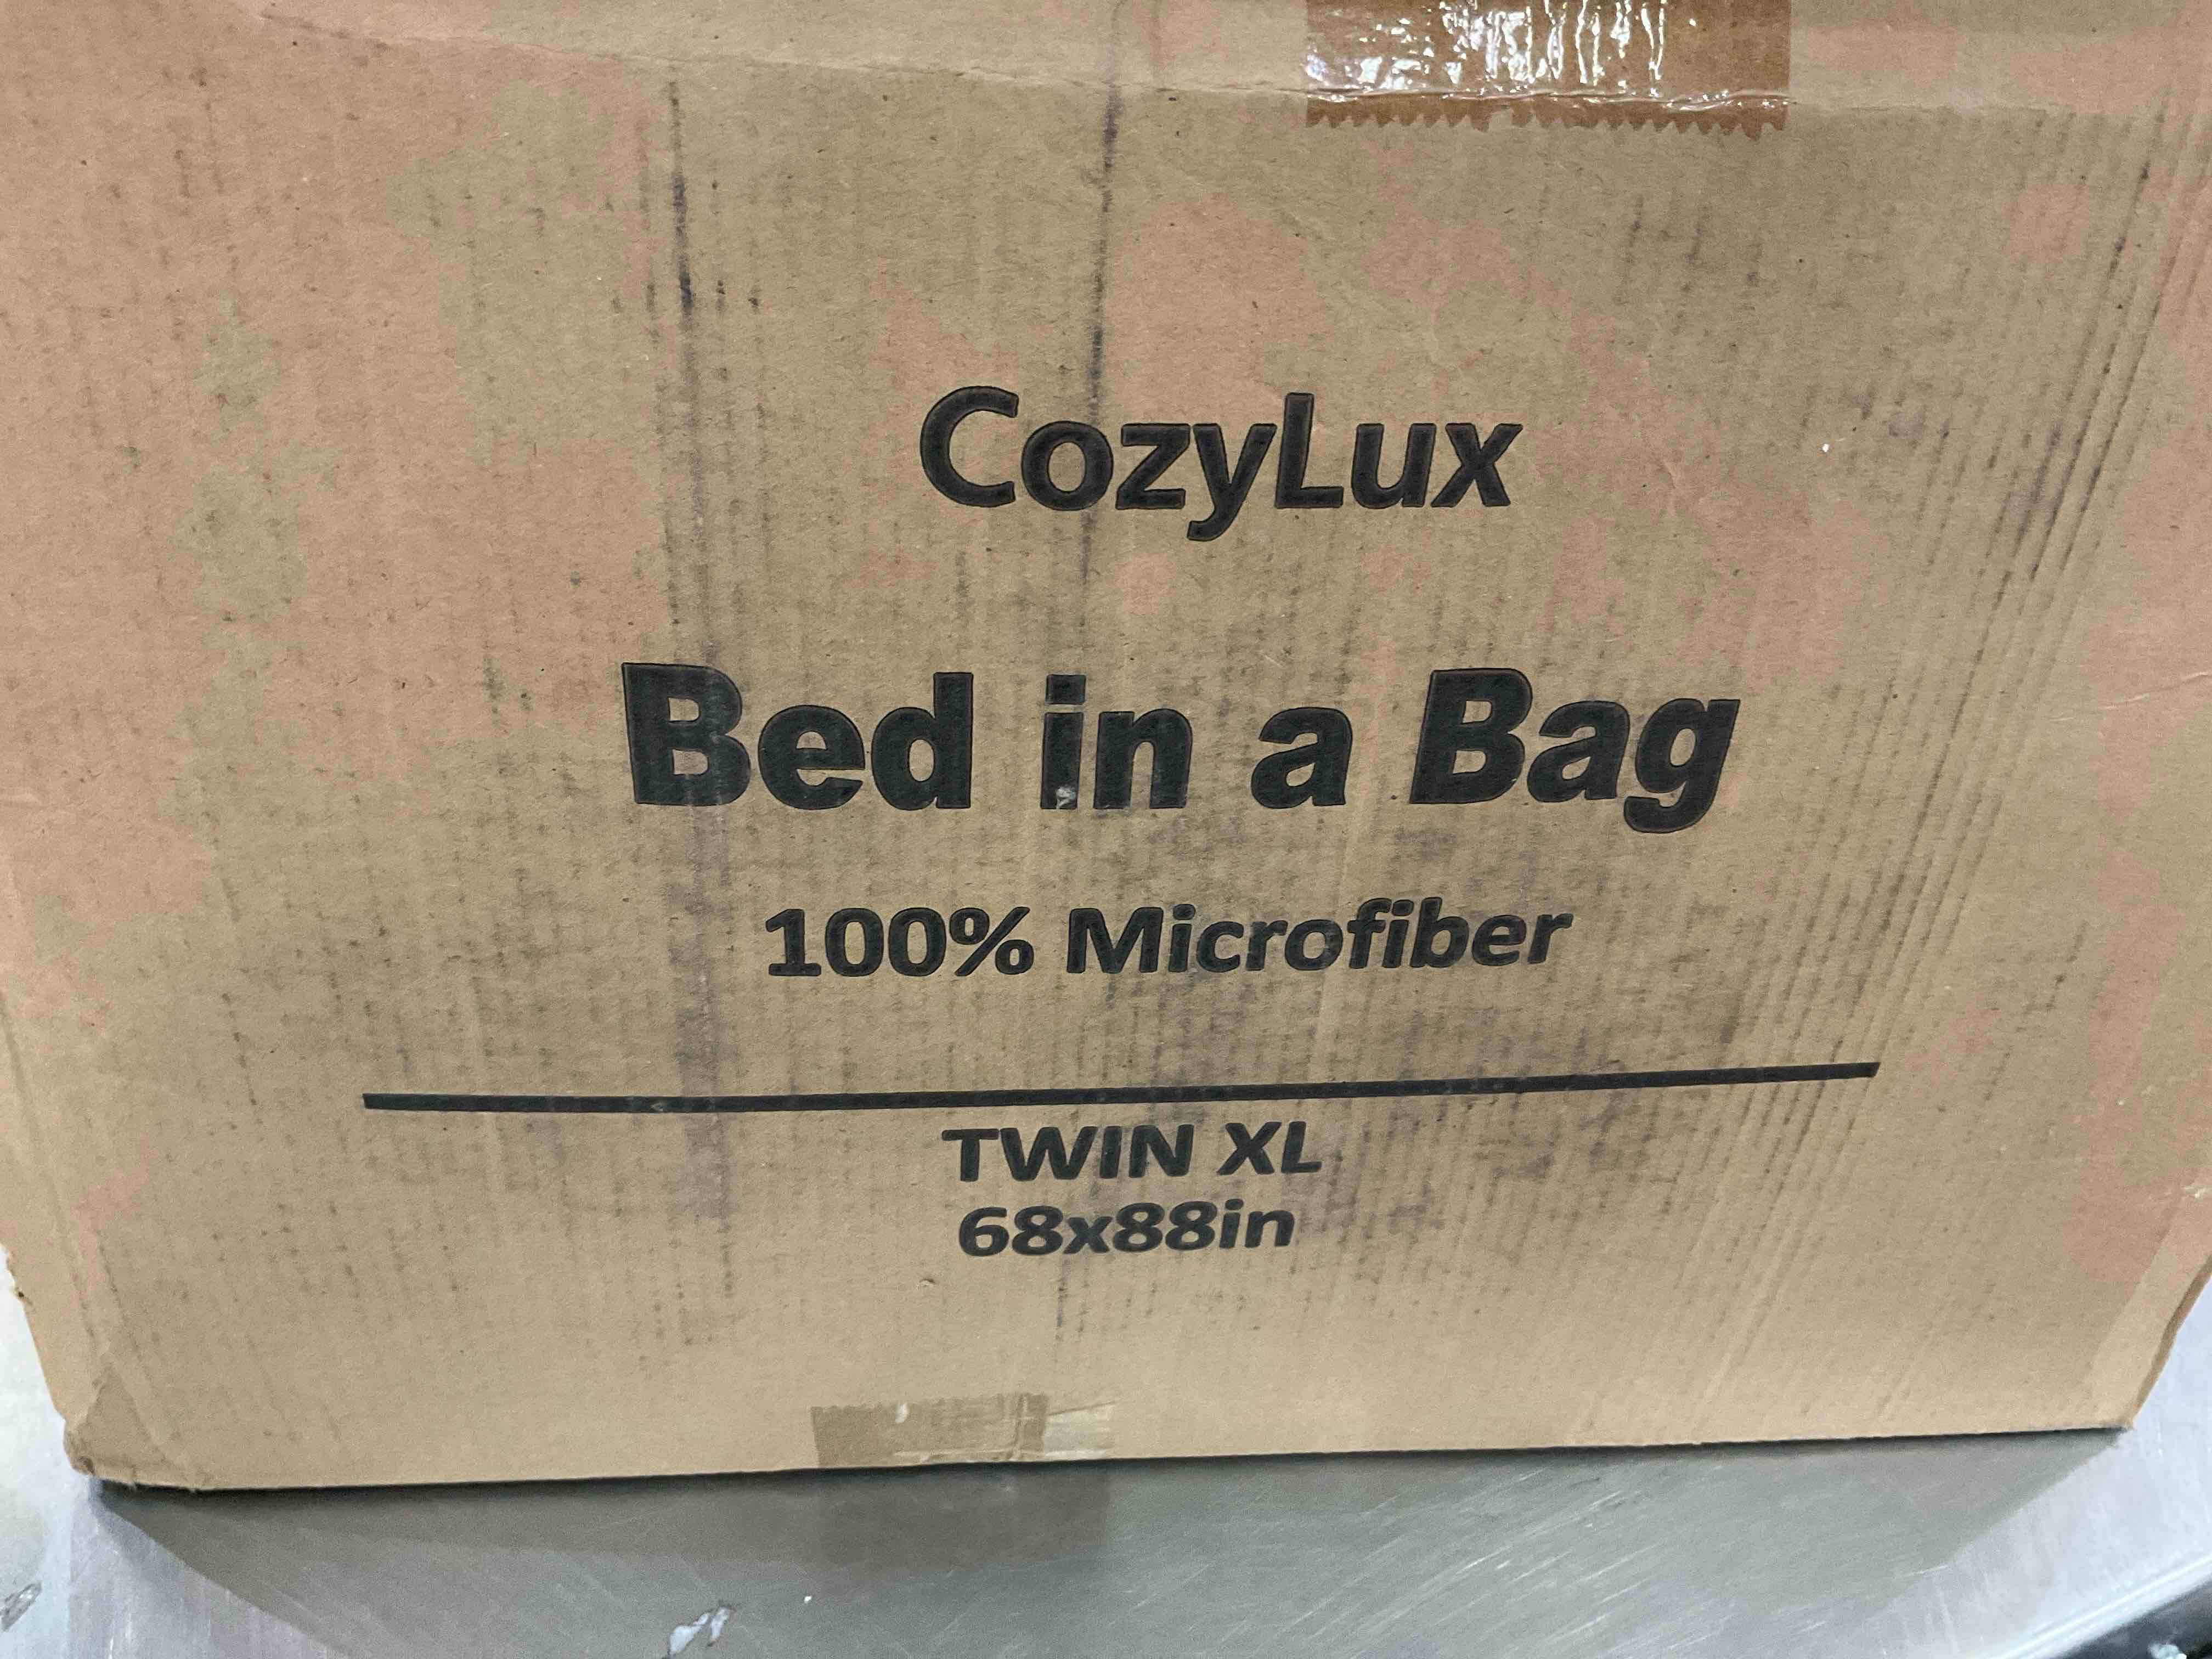 CozyLux
Bed in a Bag
100% Microfiber
TWIN XL
68x88in